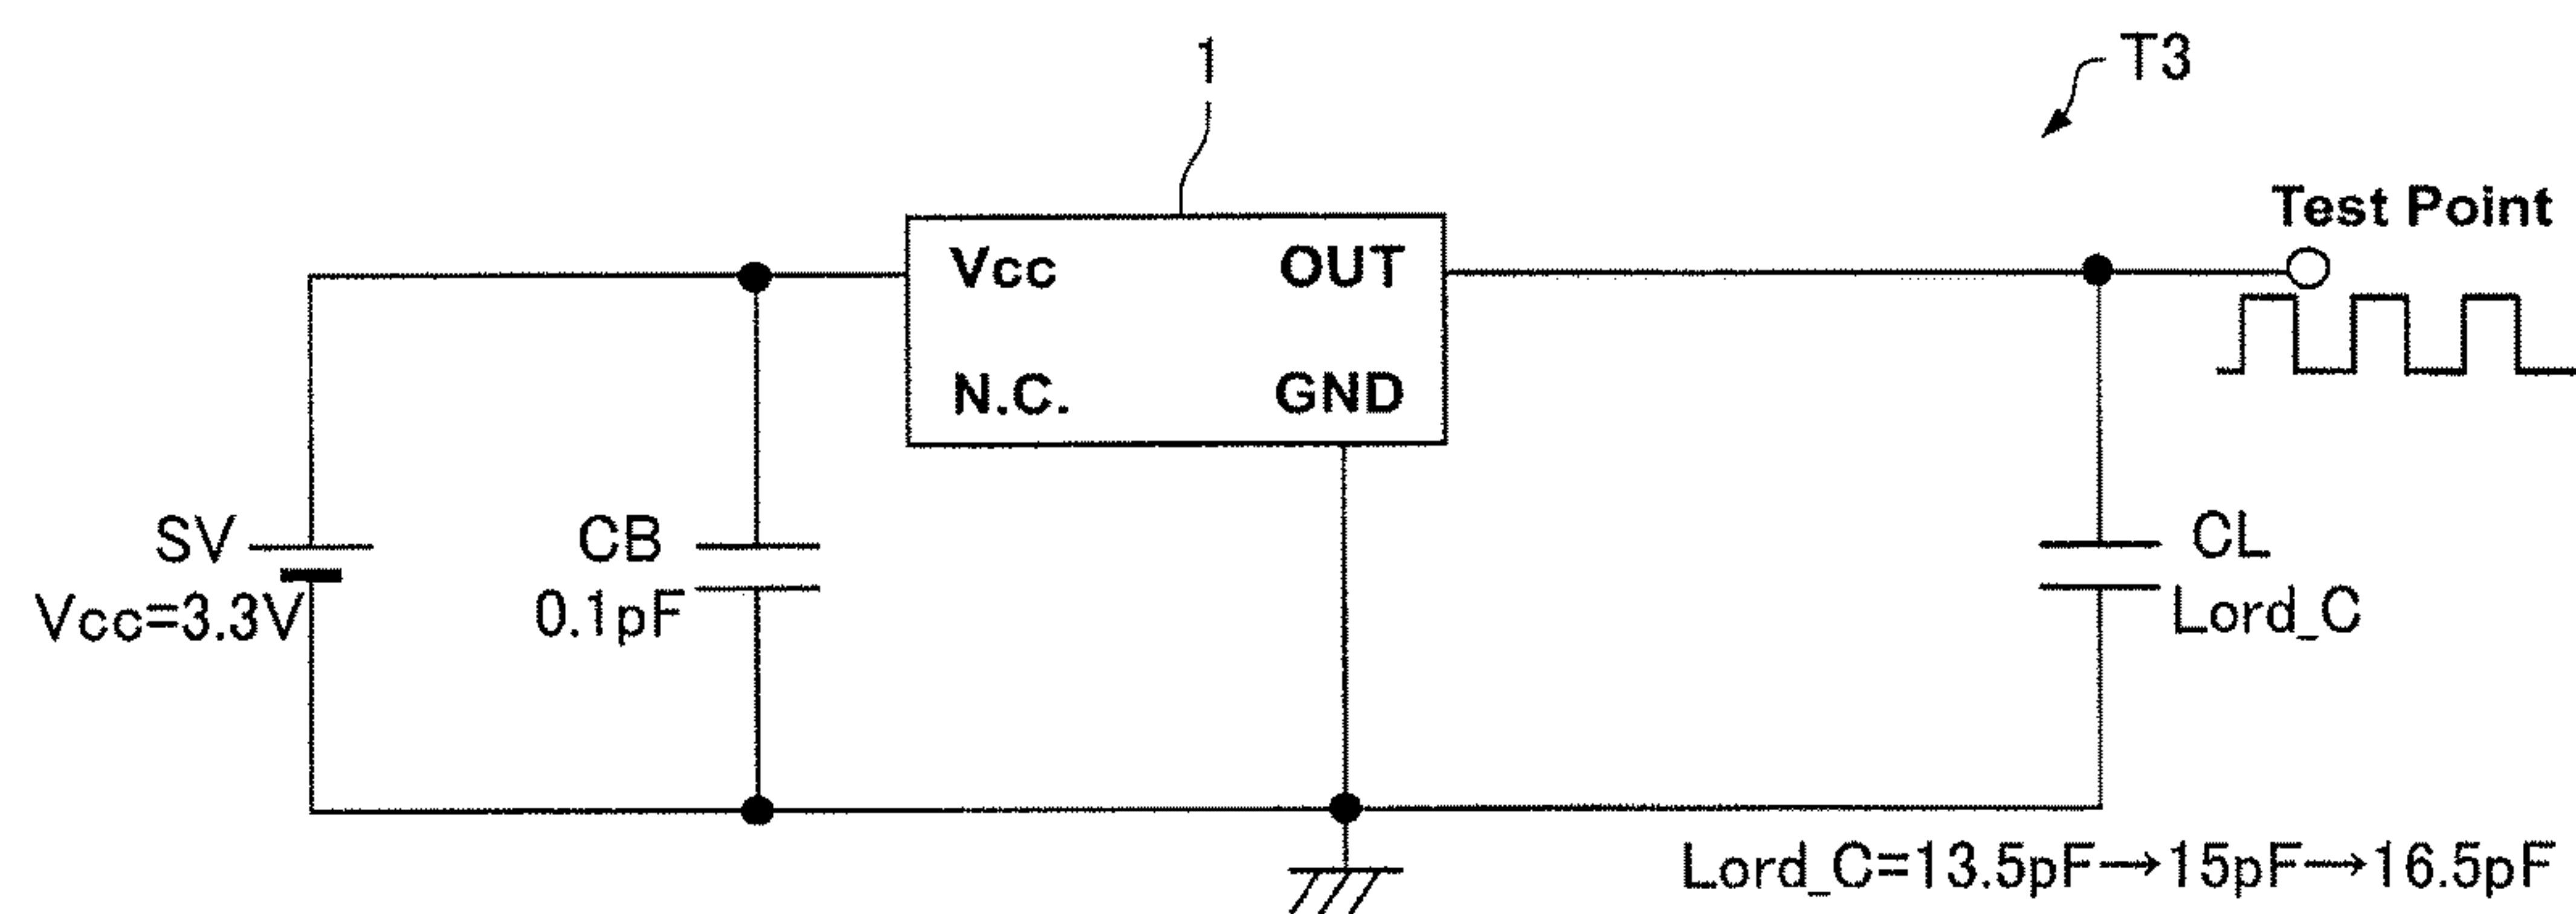 1
T3
Test Point
Vcc OUT
N.C. GND
SV
Vcc=3.3V
CB
0.1pF
CL
Lord_C
Lord_C=13.5pF→15pF→16.5pF